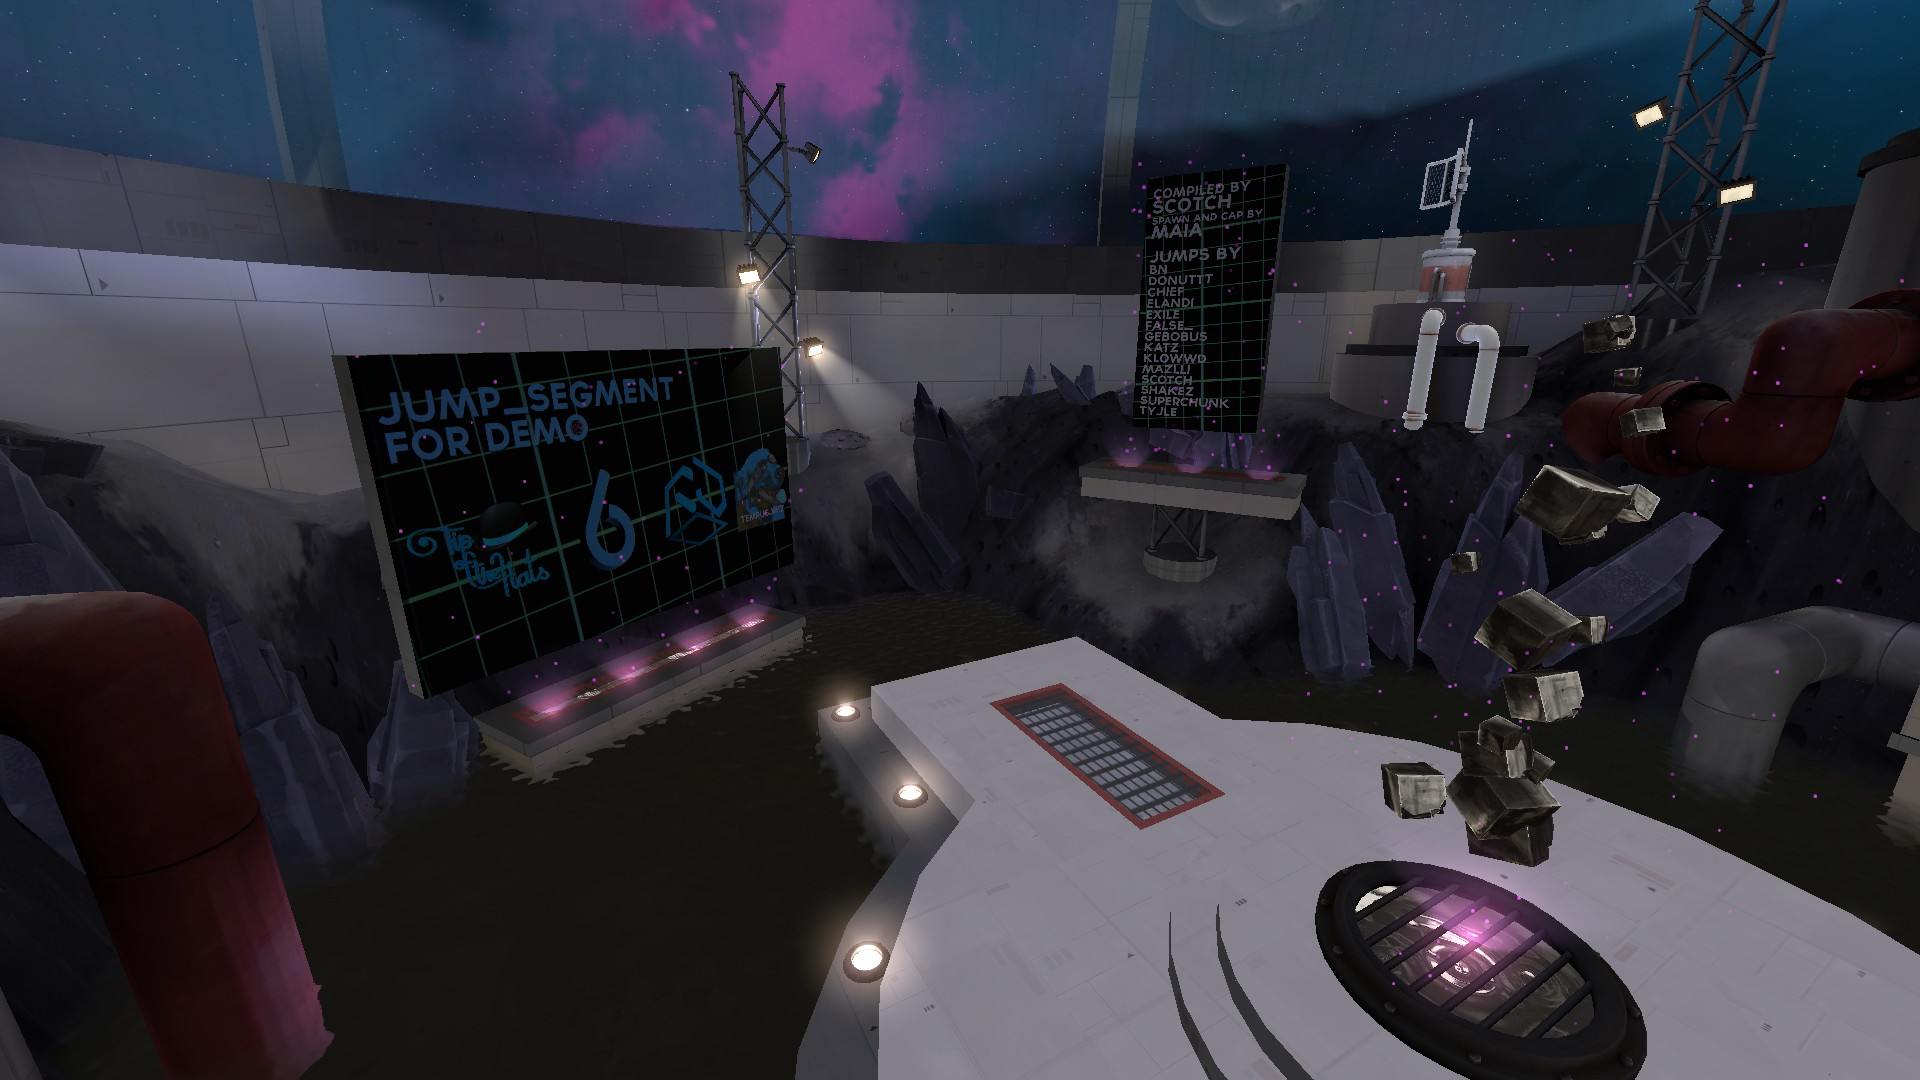 JUMP_SEGMENT
FOR DEMO
Tip
of the Hats
6
COMPILED BY
SCOTCH
SPAWN AND CAP BY
MAIA
JUMPS BY
BN
DONUTTT
CHIEF
ELANDI
EXILE
FALSE_
GEBOBUS
KATZ
KLOWWD
MAZLLI
SCOTCH
SHAKEZ
SUPERCHUNK
TYJLE